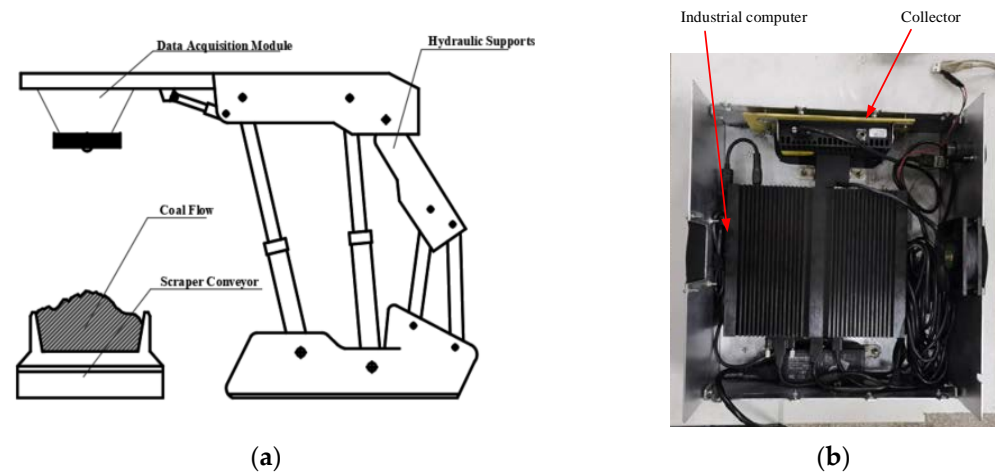 Data Acquisition Module
Hydraulic Supports
Coal Flow
Scraper Conveyor
(a)
Industrial computer
Collector
(b)